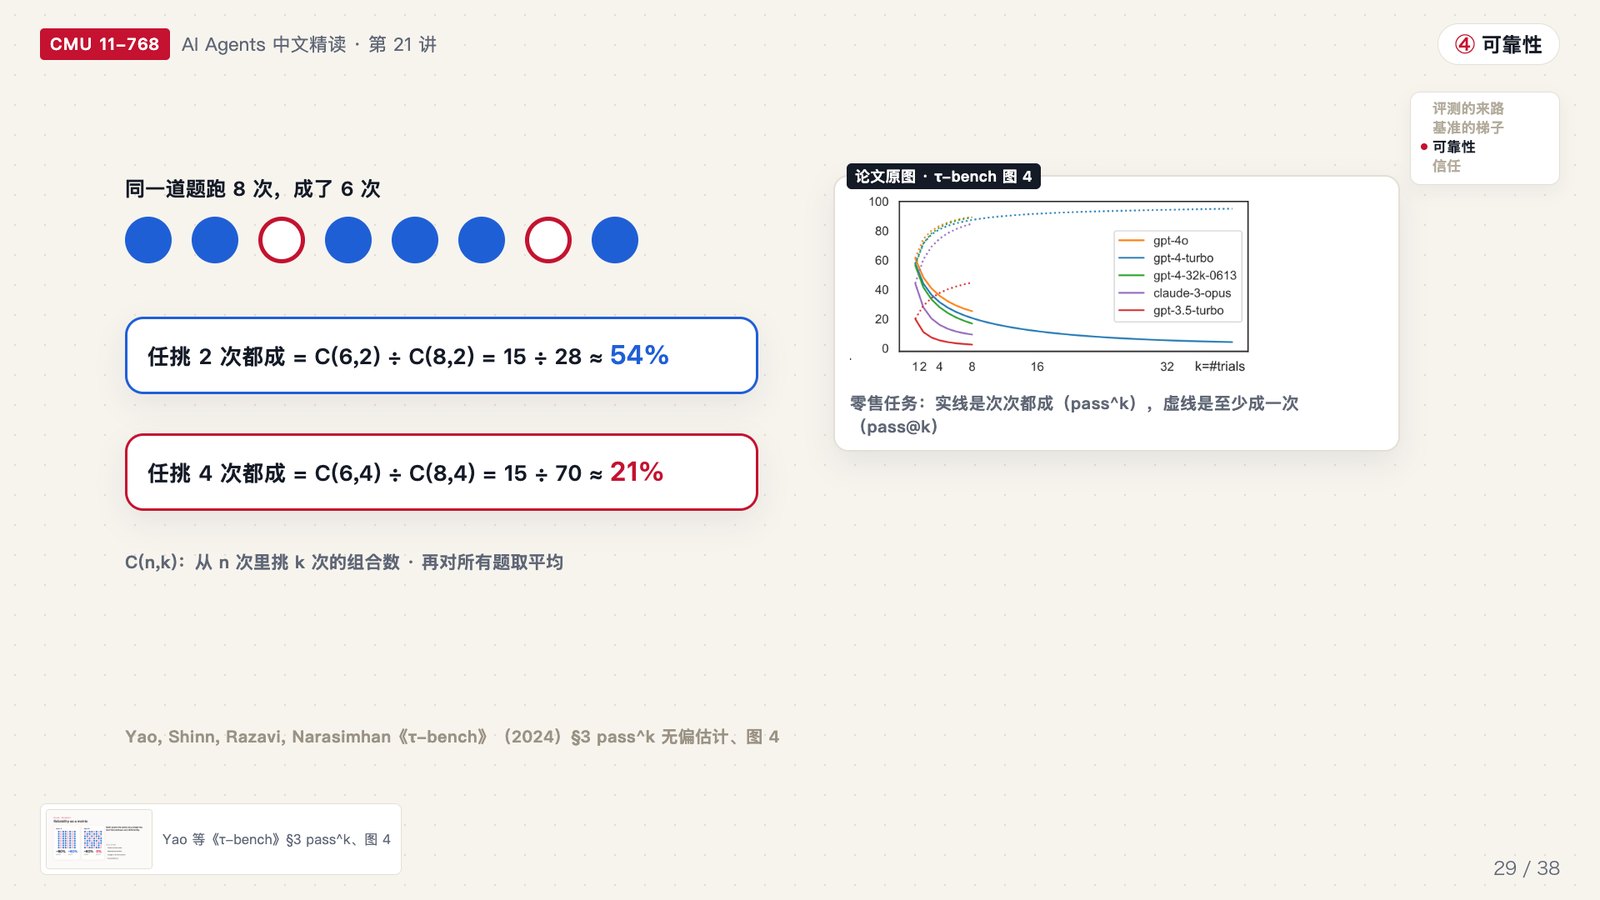 CMU 11-768
AI Agents 中文精读 · 第 21 讲
④ 可靠性
评测的来路
基准的梯子
可靠性
信任
同一道题跑 8 次，成了 6 次
任挑 2 次都成 = C(6,2) ÷ C(8,2) = 15 ÷ 28 ≈ 54%
任挑 4 次都成 = C(6,4) ÷ C(8,4) = 15 ÷ 70 ≈ 21%
C(n,k)：从 n 次里挑 k 次的组合数 · 再对所有题取平均
论文原图 · τ-bench 图 4
100
80
60
40
20
0
gpt-4o
gpt-4-turbo
gpt-4-32k-0613
claude-3-opus
gpt-3.5-turbo
1 2 4 8 16 32 k=#trials
零售任务：实线是次次都成（pass^k），虚线是至少成一次
（pass@k）
Yao, Shinn, Razavi, Narasimhan《τ-bench》（2024）§3 pass^k 无偏估计、图 4
Yao 等《τ-bench》§3 pass^k、图 4
29 / 38